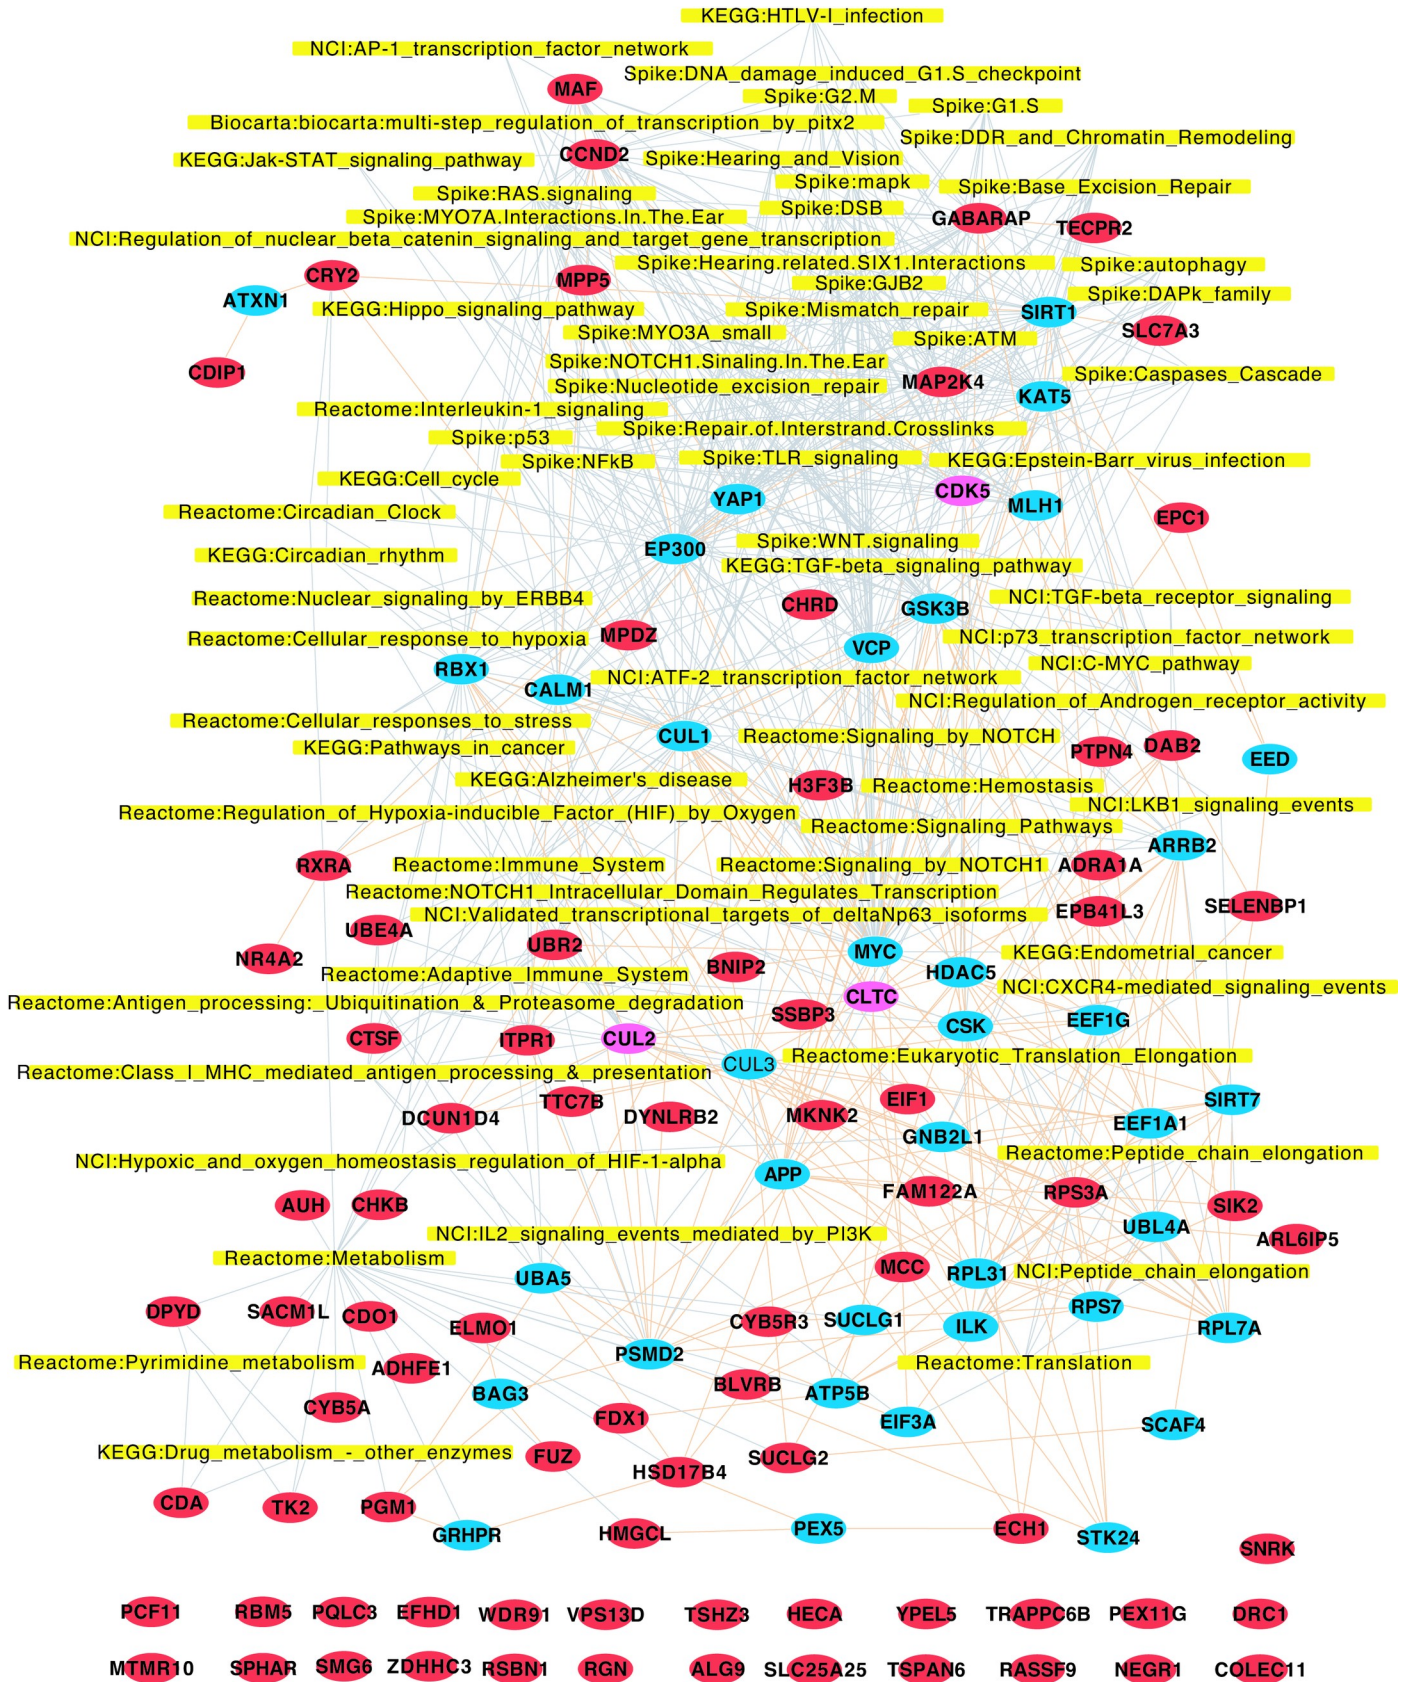 KEGG:HTLV-I_infection
NCI:AP-1_transcription_factor_network
Spike:DNA_damage_induced_G1.S_checkpoint
MAF
Spike:G2.M
Spike:G1.S
Biocarta:biocarta:multi-step_regulation_of_transcription_by_pitx2
Spike:DDR_and_Chromatin_Remodeling
CCND2
KEGG:Jak-STAT_signaling_pathway
Spike:Hearing_and_Vision
Spike:mapk
Spike:Base_Excision_Repair
Spike:RAS.signaling
Spike:DSB
Spike:MYO7A.Interactions.In.The.Ear
GABARAP
TECPR2
NCI:Regulation_of_nuclear_beta_catenin_signaling_and_target_gene_transcription
Spike:Hearing.related.SIX1.Interactions
Spike:autophagy
CRY2
MPP5
Spike:GJB2
ATXN1
Spike:DAPk_family
KEGG:Hippo_signaling_pathway
Spike:Mismatch_repair
SIRT1
Spike:MYO3A_small
Spike:ATM
SLC7A3
Spike:NOTCH1.Sinaling.In.The.Ear
CDIP1
Spike:Nucleotide_excision_repair
MAP2K4
Spike:Caspases_Cascade
KAT5
Reactome:Interleukin-1_signaling
Spike:Repair.of.Interstrand.Crosslinks
Spike:p53
Spike:NFkB
Spike:TLR_signaling
KEGG:Epstein-Barr_virus_infection
KEGG:Cell_cycle
YAP1
CDK5
MLH1
Reactome:Circadian_Clock
EPC1
EP300
Spike:WNT.signaling
KEGG:Circadian_rhythm
KEGG:TGF-beta_signaling_pathway
Reactome:Nuclear_signaling_by_ERBB4
CHRD
GSK3B
NCI:TGF-beta_receptor_signaling
Reactome:Cellular_response_to_hypoxia
MPDZ
VCP
NCI:p73_transcription_factor_network
RBX1
NCI:C-MYC_pathway
CALM1
NCI:ATF-2_transcription_factor_network
NCI:Regulation_of_Androgen_receptor_activity
Reactome:Cellular_responses_to_stress
CUL1
Reactome:Signaling_by_NOTCH
KEGG:Pathways_in_cancer
PTPN4
DAB2
EED
KEGG:Alzheimer's_disease
H3F3B
Reactome:Hemostasis
NCI:LKB1_signaling_events
Reactome:Regulation_of_Hypoxia-inducible_Factor_(HIF)_by_Oxygen
Reactome:Signaling_Pathways
ARRB2
RXRA
Reactome:Immune_System
Reactome:Signaling_by_NOTCH1
ADRA1A
Reactome:NOTCH1_Intracellular_Domain_Regulates_Transcription
NCI:Validated_transcriptional_targets_of_deltaNp63_isoforms
EPB41L3
SELENBP1
UBE4A
UBR2
MYC
KEGG:Endometrial_cancer
NR4A2
BNIP2
HDAC5
Reactome:Adaptive_Immune_System
NCI:CXCR4-mediated_signaling_events
Reactome:Antigen_processing:_Ubiquitination_&_Proteasome_degradation
CLTC
SSBP3
CSK
EEF1G
CTSF
ITPR1
CUL2
Reactome:Eukaryotic_Translation_Elongation
CUL3
Reactome:Class_I_MHC_mediated_antigen_processing_&_presentation
DCUN1D4
TTC7B
DYNLRB2
MKNK2
EIF1
SIRT7
GNB2L1
EEF1A1
NCI:Hypoxic_and_oxygen_homeostasis_regulation_of_HIF-1-alpha
Reactome:Peptide_chain_elongation
APP
FAM122A
RPS3A
AUH
CHKB
SIK2
NCI:IL2_signaling_events_mediated_by_PI3K
UBL4A
ARL6IP5
Reactome:Metabolism
UBA5
MCC
RPL31
NCI:Peptide_chain_elongation
DPYD
SACM1L
CDO1
ELMO1
CYB5R3
SUCLG1
ILK
RPS7
RPL7A
Reactome:Pyrimidine_metabolism
ADHFE1
PSMD2
Reactome:Translation
CYB5A
BAG3
BLVRB
ATP5B
FDX1
EIF3A
SCAF4
KEGG:Drug_metabolism_-_other_enzymes
FUZ
HSD17B4
SUCLG2
CDA
TK2
PGM1
GRHPR
HMGCL
PEX5
ECH1
STK24
SNRK
PCF11
RBM5
PQLC3
EFHD1
WDR91
VPS13D
TSHZ3
HECA
YPEL5
TRAPPC6B
PEX11G
DRC1
MTMR10
SPHAR
SMG6
ZDHHC3
RSBN1
RGN
ALG9
SLC25A25
TSPAN6
RASSF9
NEGR1
COLEC11